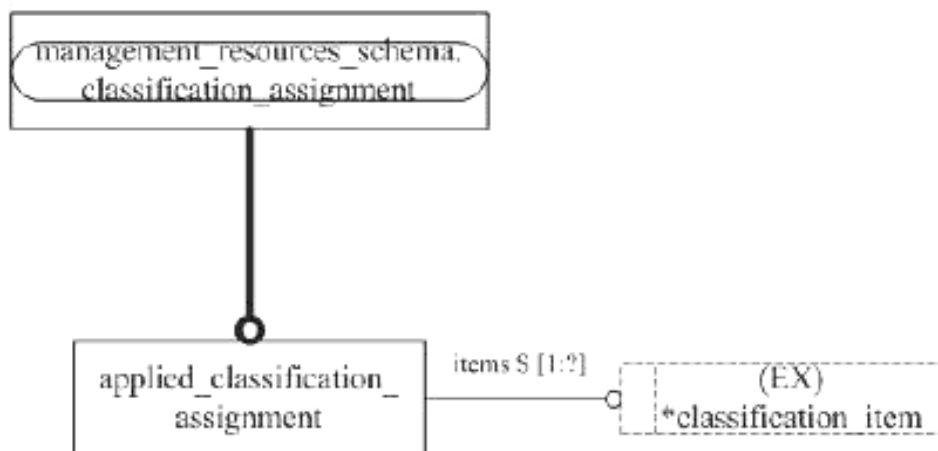 management_resources_schema.
classification_assignment
applied_classification_
assignment
items S [1:?]
(EX)
*classification_item